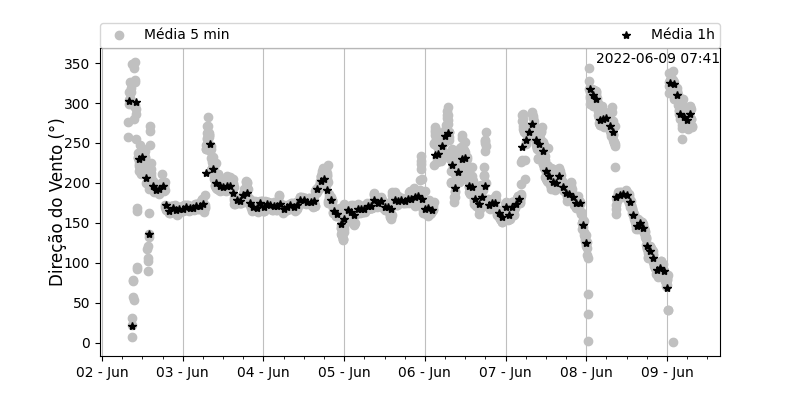 Média 5 min
Média 1h
2022-06-09 07:41
Direção do Vento (°)
350
300
250
200
150
100
50
0
02 - Jun
03 - Jun
04 - Jun
05 - Jun
06 - Jun
07 - Jun
08 - Jun
09 - Jun